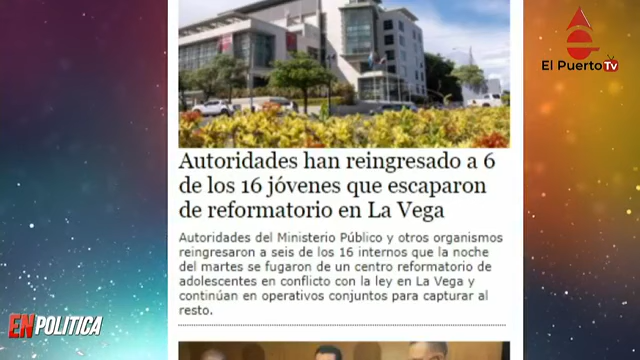 El PuertoTv
Autoridades han reingresado a 6
de los 16 jóvenes que escaparon
de reformatorio en La Vega
Autoridades del Ministerio Público y otros organismos
reingresaron a seis de los 16 internos que la noche
del martes se fugaron de un centro reformatorio de
adolescentes en conflicto con la ley en La Vega y
continúan en operativos conjuntos para capturar al
resto.
EN POLITICA